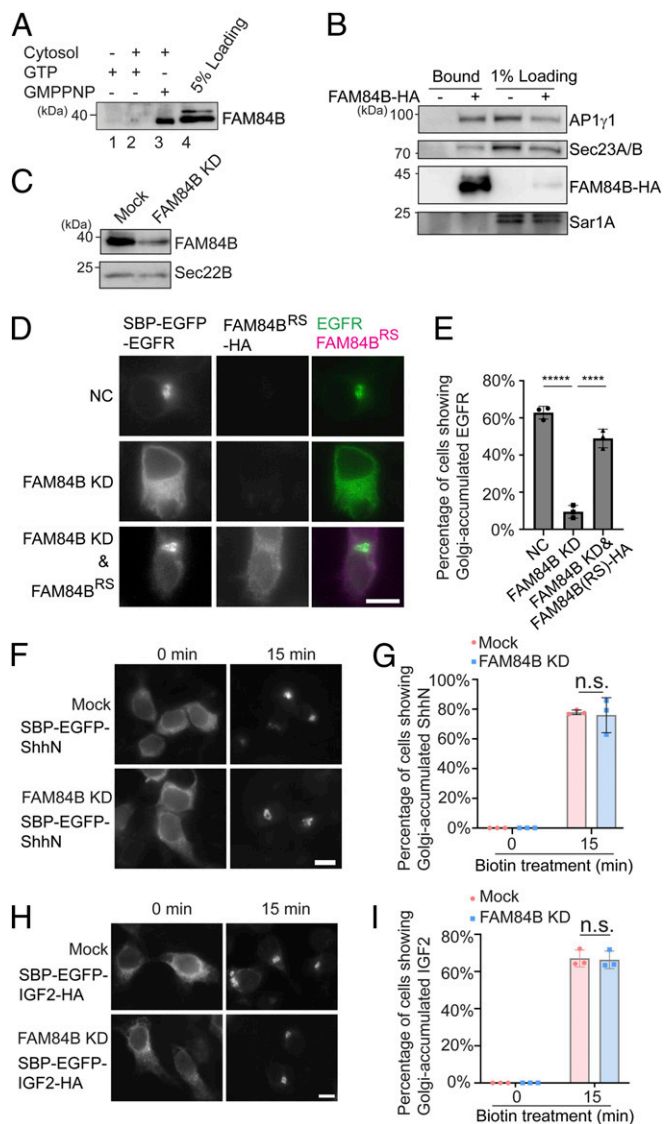 A
Cytosol - + +
GTP + + -
GMPPNP - - +
5% Loading
(kDa)
40
FAM84B
1 2 3 4
B
Bound 1% Loading
FAM84B-HA - + - +
(kDa)
100
AP1γ1
70
Sec23A/B
45
FAM84B-HA
25
Sar1A
C
Mock
FAM84B KD
(kDa)
40
FAM84B
25
Sec22B
D
SBP-EGFP
-EGFR
FAM84BRS
-HA
EGFR
FAM84BRS
NC
FAM84B KD
FAM84B KD
&
FAM84BRS
E
Percentage of cells showing
Golgi-accumulated EGFR
80%
60%
40%
20%
0%
*****
****
NC
FAM84B KD
FAM84B KD&
FAM84B(RS)-HA
F
0 min 15 min
Mock
SBP-EGFP-
ShhN
FAM84B KD
SBP-EGFP-
ShhN
G
Mock
FAM84B KD
Percentage of cells showing
Golgi-accumulated ShhN
100%
80%
60%
40%
20%
0%
n.s.
0 15
Biotin treatment (min)
H
0 min 15 min
Mock
SBP-EGFP-
IGF2-HA
FAM84B KD
SBP-EGFP-
IGF2-HA
I
Mock
FAM84B KD
Percentage of cells showing
Golgi-accumulated IGF2
80%
60%
40%
20%
0%
n.s.
0 15
Biotin treatment (min)